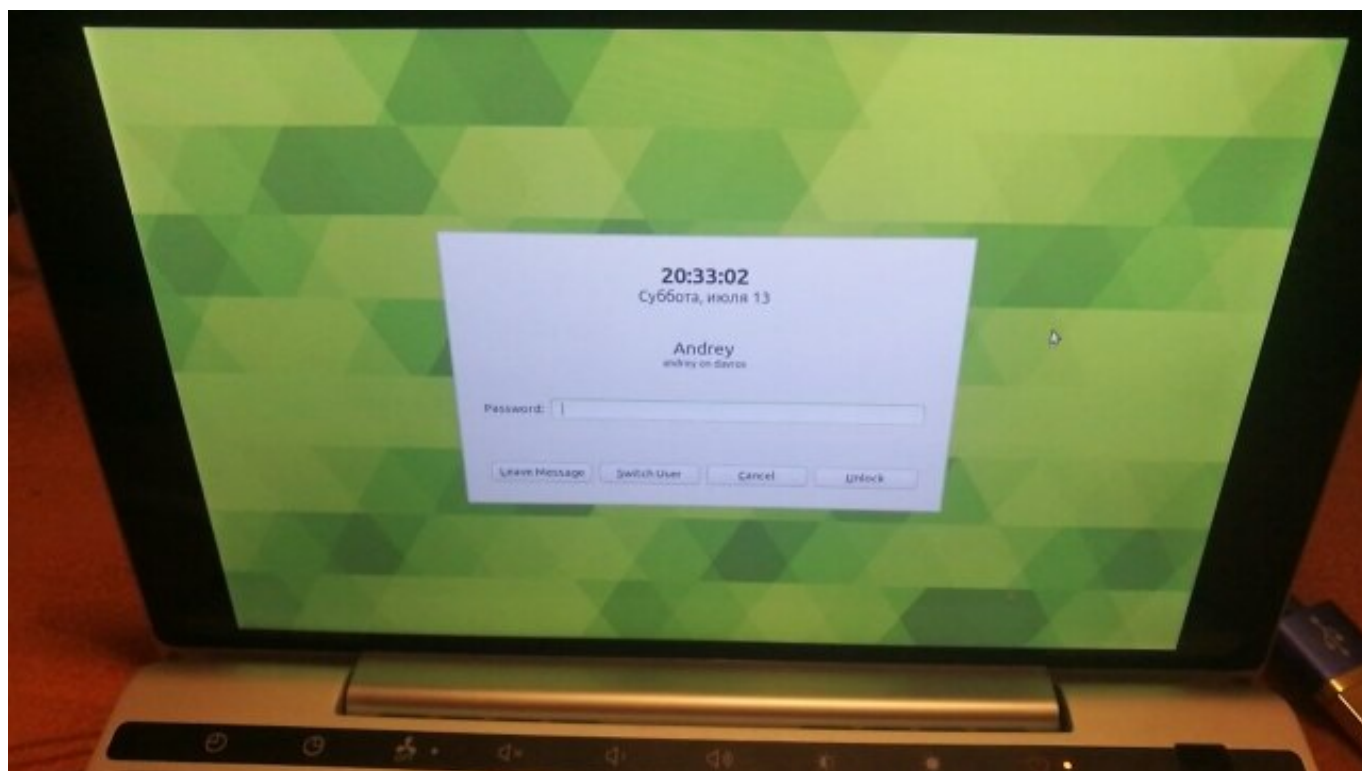 20:33:02
Суббота, июля 13
Andrey
andrey on davros
Password:
Leave Message
Switch User
Cancel
Unlock